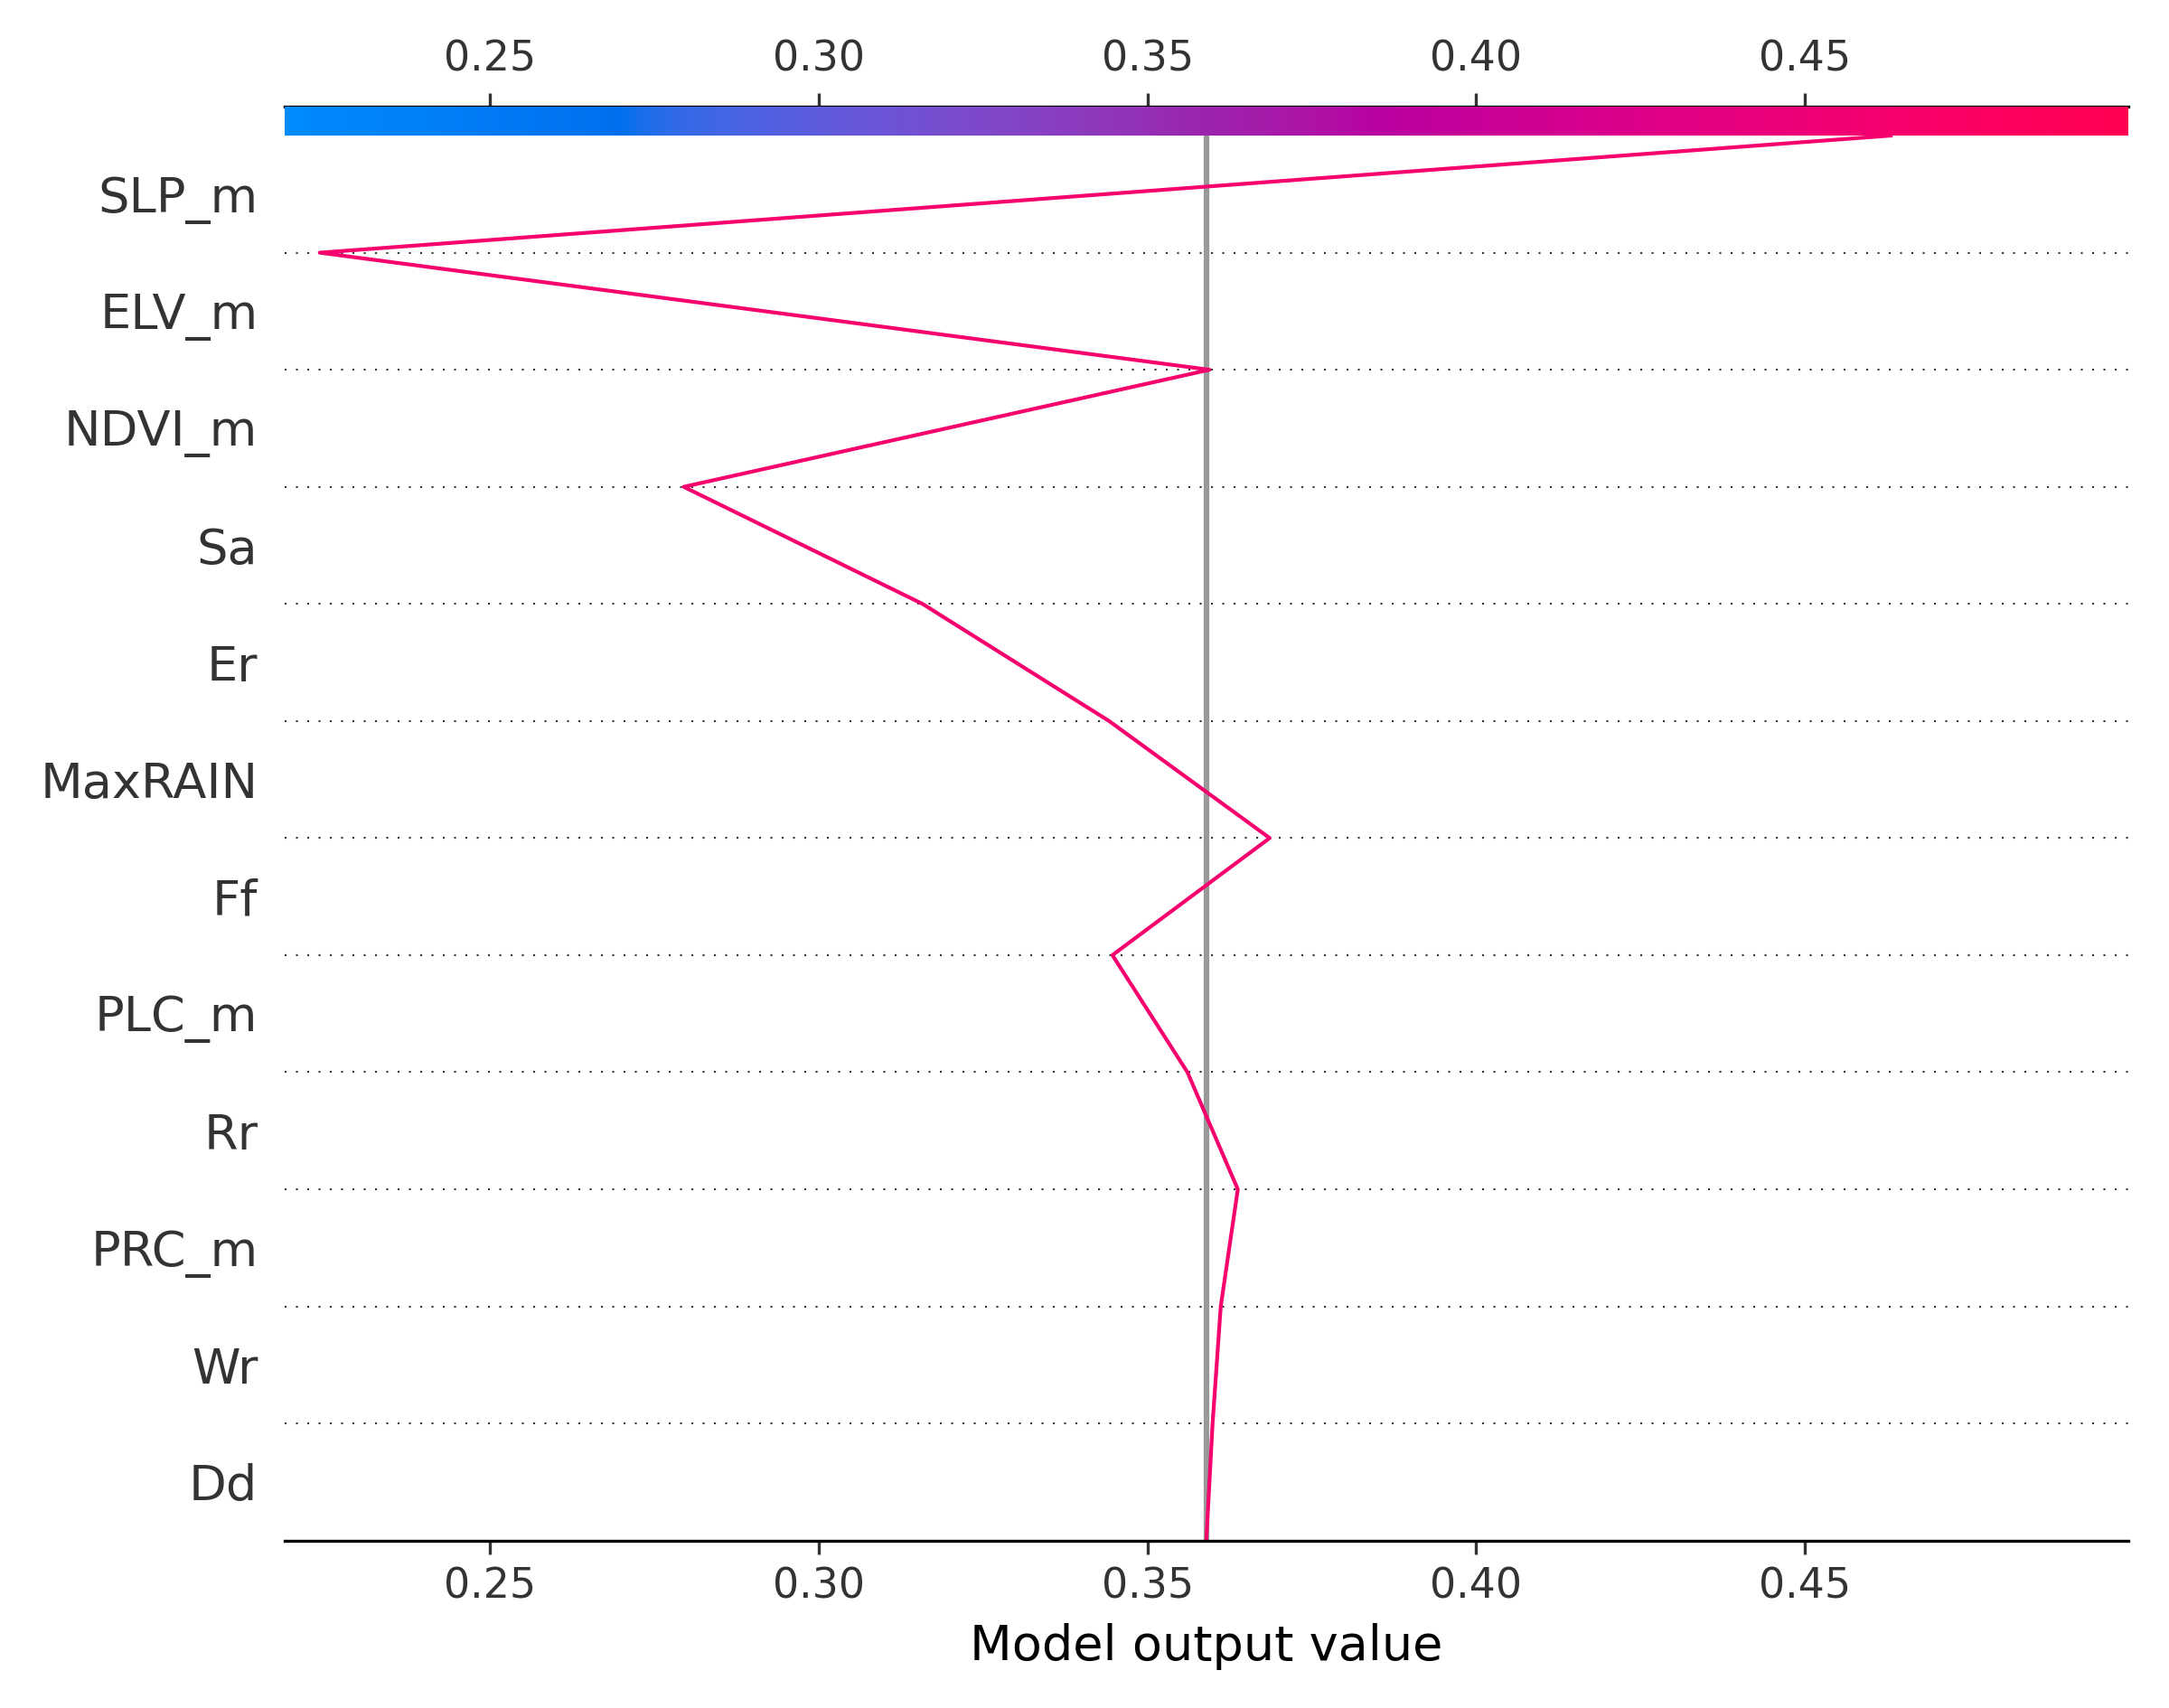 0.25 0.30 0.35 0.40 0.45
SLP_m
ELV_m
NDVI_m
Sa
Er
MaxRAIN
Ff
PLC_m
Rr
PRC_m
Wr
Dd
0.25 0.30 0.35 0.40 0.45
Model output value